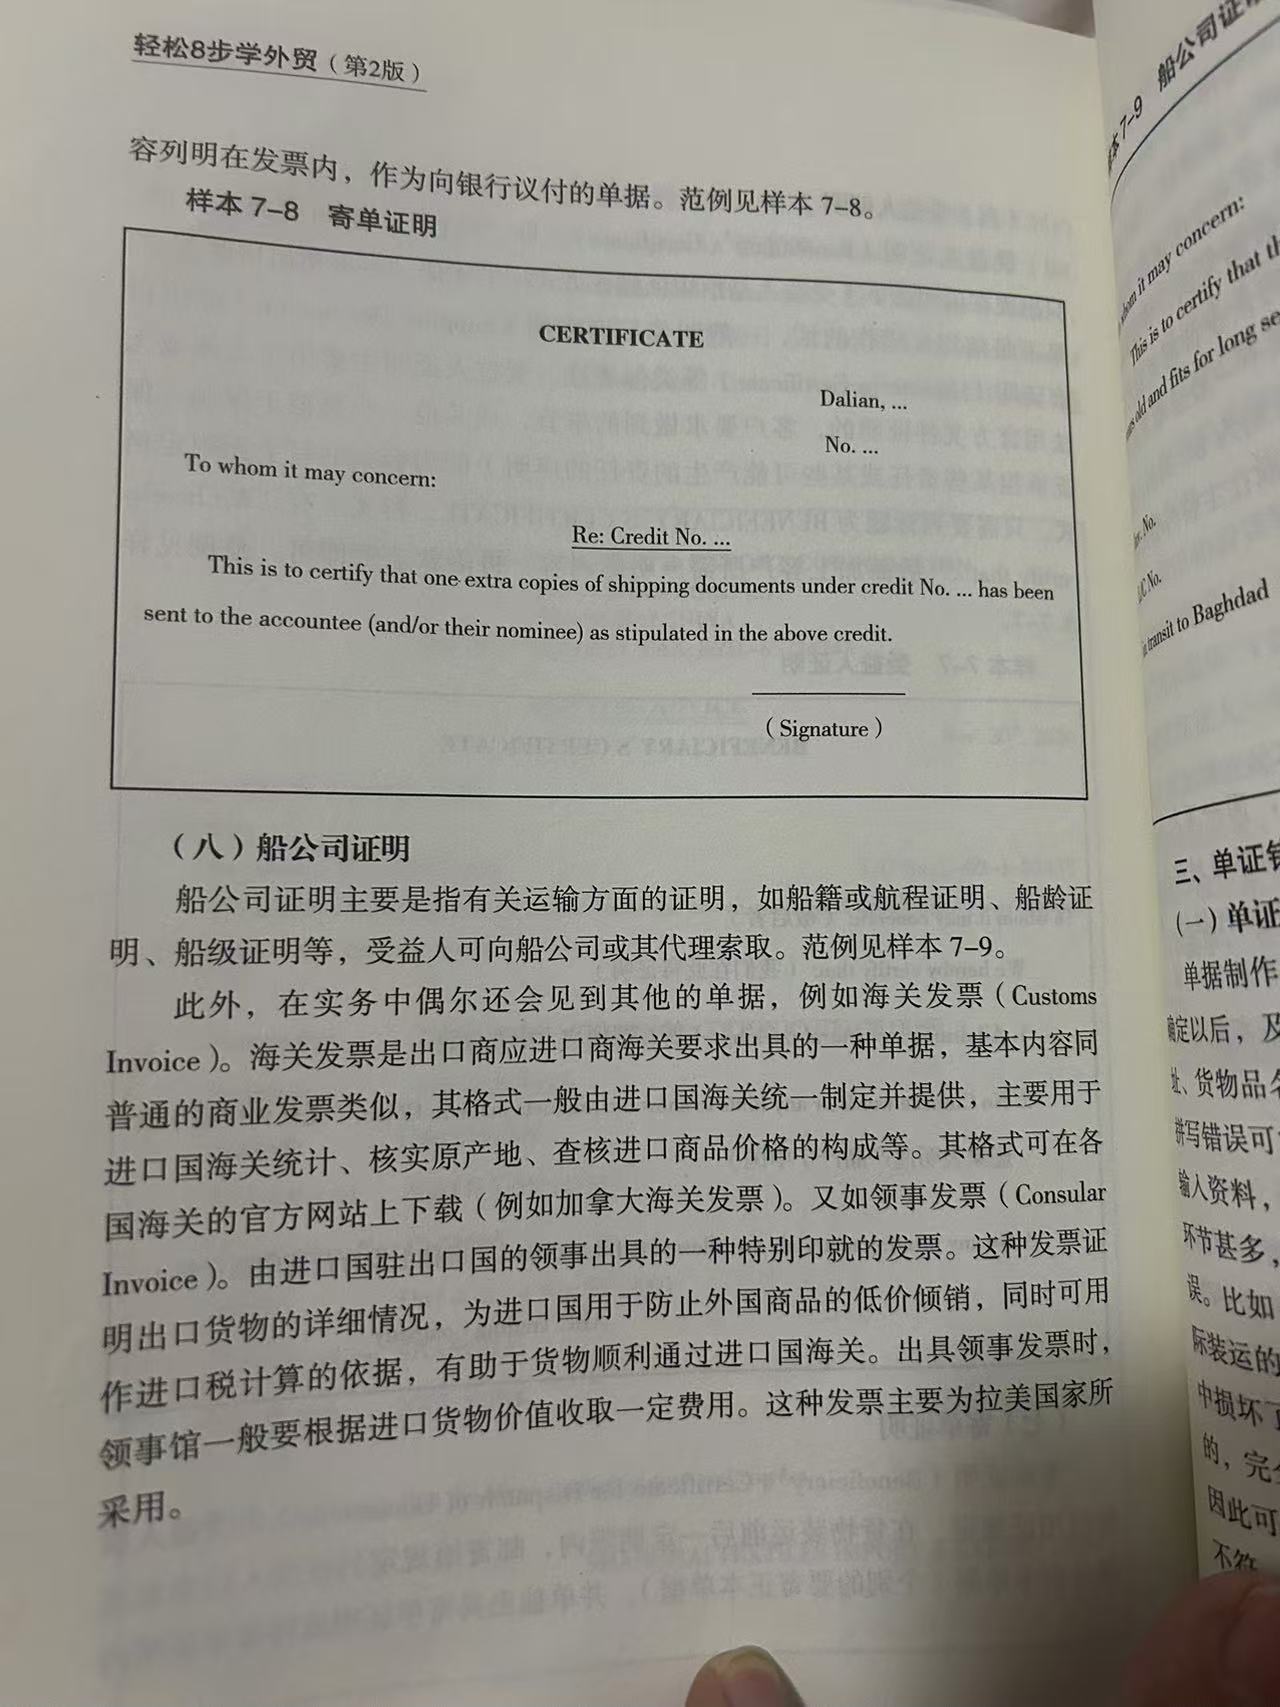 轻松8步学外贸（第2版）
容列明在发票内，作为向银行议付的单据。范例见样本 7-8。
样本 7-8 寄单证明
CERTIFICATE
Dalian, ...
No. ...
To whom it may concern:
Re: Credit No. ...
This is to certify that one extra copies of shipping documents under credit No. ... has been
sent to the accountee (and/or their nominee) as stipulated in the above credit.
（Signature）
（八）船公司证明
船公司证明主要是指有关运输方面的证明，如船籍或航程证明、船龄证
明、船级证明等，受益人可向船公司或其代理索取。范例见样本 7-9。
此外，在实务中偶尔还会见到其他的单据，例如海关发票（Customs
Invoice）。海关发票是出口商应进口商海关要求出具的一种单据，基本内容同
普通的商业发票类似，其格式一般由进口国海关统一制定并提供，主要用于
进口国海关统计、核实原产地、查核进口商品价格的构成等。其格式可在各
国海关的官方网站上下载（例如加拿大海关发票）。又如领事发票（Consular
Invoice）。由进口国驻出口国的领事出具的一种特别印就的发票。这种发票证
明出口货物的详细情况，为进口国用于防止外国商品的低价倾销，同时可用
作进口税计算的依据，有助于货物顺利通过进口国海关。出具领事发票时，
领事馆一般要根据进口货物价值收取一定费用。这种发票主要为拉美国家所
采用。
7-9 船公司证
it may concern:
This is to certify that
old and fits for long
No.
L/C No.
in transit to Baghdad
三、单证
（一）单证
单据制作
确定以后，及
址、货物品名
拼写错误可
输入资料，
环节甚多，
误。比如
际装运的
中损坏
的，完全
因此可
不符